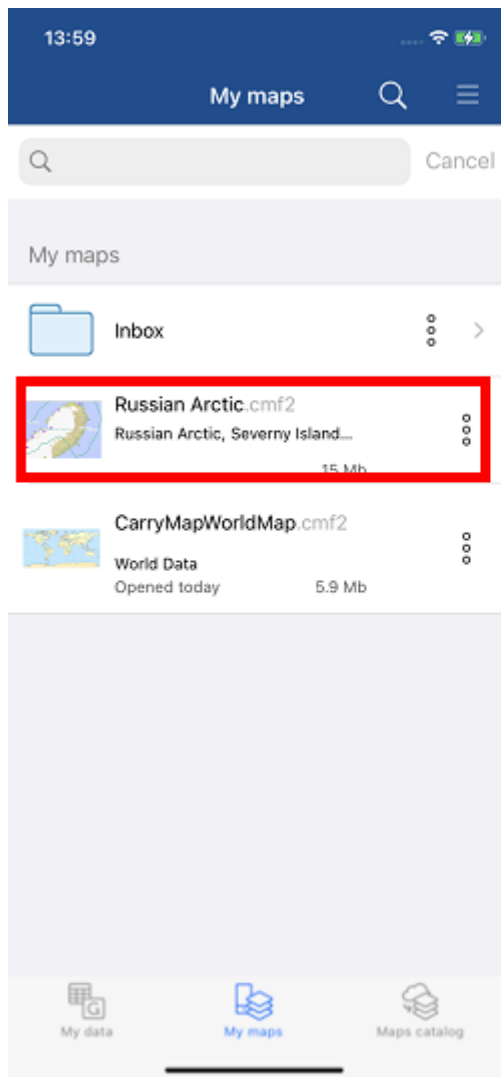 13:59
My maps
Cancel
My maps
Inbox
Russian Arctic.cmf2
Russian Arctic, Severny Island...
15 Mb
CarryMapWorldMap.cmf2
World Data
Opened today 5.9 Mb
G
My data My maps Maps catalog